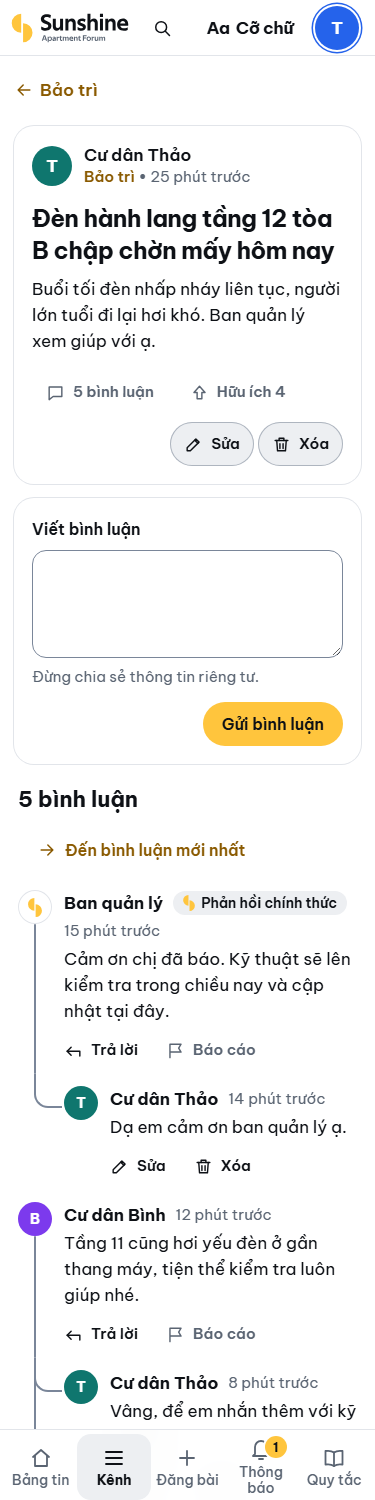 Sunshine
Apartment Forum
Aa Cỡ chữ
T
Bảo trì
T
Cư dân Thảo
Bảo trì • 25 phút trước
Đèn hành lang tầng 12 tòa
B chập chờn mấy hôm nay
Buổi tối đèn nhấp nháy liên tục, người
lớn tuổi đi lại hơi khó. Ban quản lý
xem giúp với ạ.
5 bình luận
Hữu ích 4
Sửa
Xóa
Viết bình luận
Đừng chia sẻ thông tin riêng tư.
Gửi bình luận
5 bình luận
Đến bình luận mới nhất
Ban quản lý
Phản hồi chính thức
15 phút trước
Cảm ơn chị đã báo. Kỹ thuật sẽ lên
kiểm tra trong chiều nay và cập
nhật tại đây.
Trả lời
Báo cáo
T
Cư dân Thảo 14 phút trước
Dạ em cảm ơn ban quản lý ạ.
Sửa
Xóa
B
Cư dân Bình 12 phút trước
Tầng 11 cũng hơi yếu đèn ở gần
thang máy, tiện thể kiểm tra luôn
giúp nhé.
Trả lời
Báo cáo
T
Cư dân Thảo 8 phút trước
Vâng, để em nhắn thêm với kỹ
Bảng tin
Kênh
Đăng bài
1
Thông
báo
Quy tắc